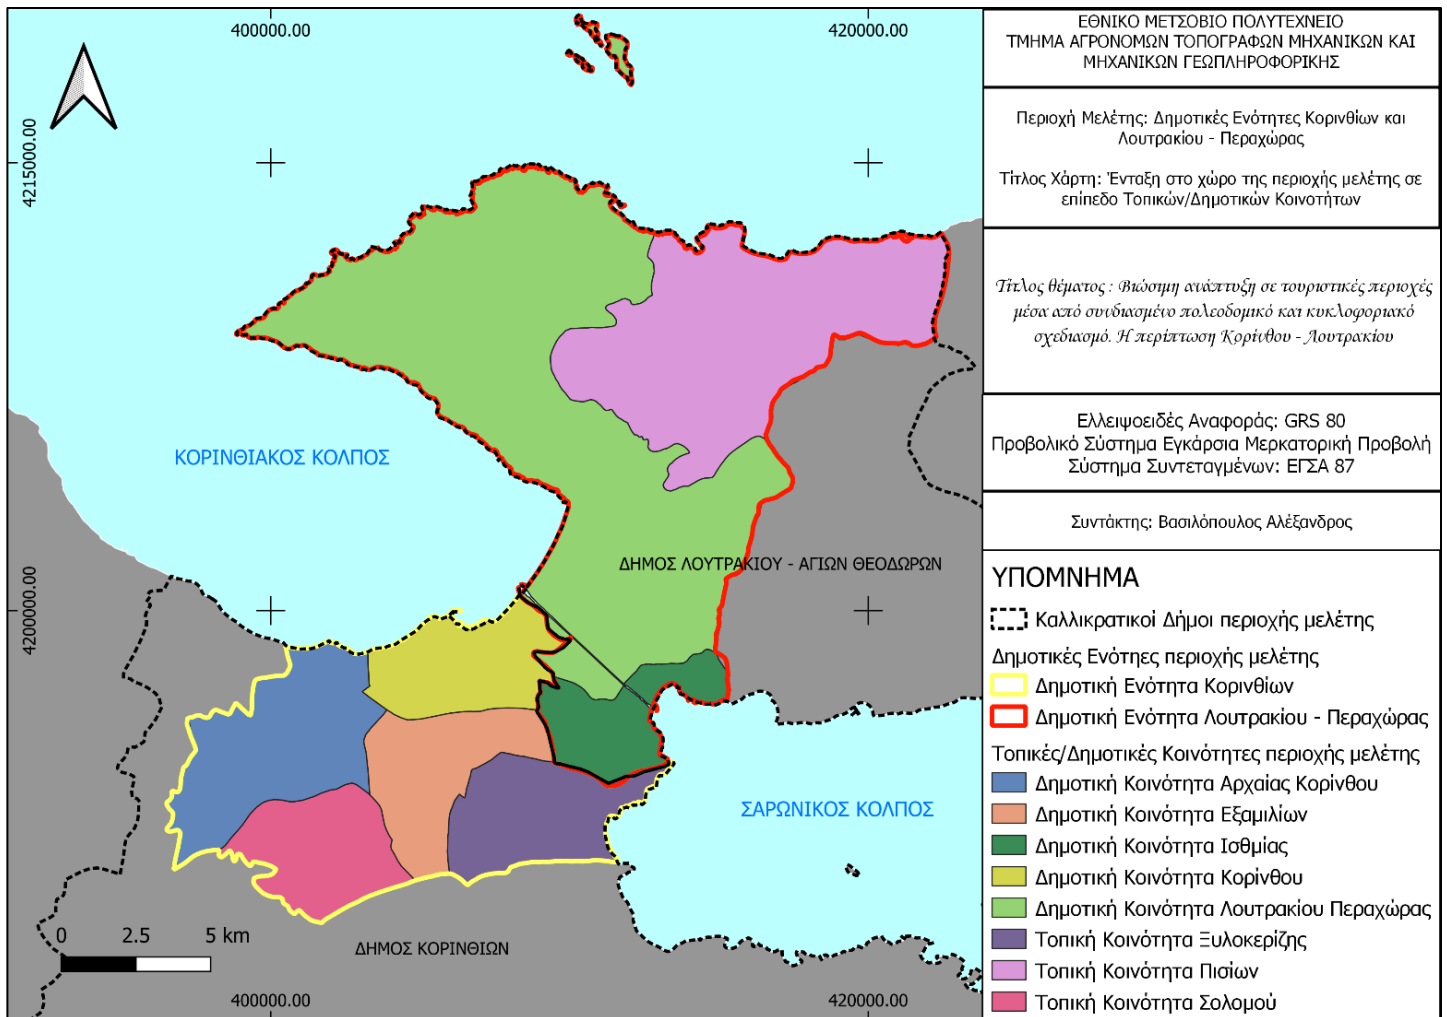 400000.00
420000.00
4215000.00
4200000.00
ΚΟΡΙΝΘΙΑΚΟΣ ΚΟΛΠΟΣ
ΔΗΜΟΣ ΛΟΥΤΡΑΚΙΟΥ - ΑΓΙΩΝ ΘΕΟΔΩΡΩΝ
ΣΑΡΩΝΙΚΟΣ ΚΟΛΠΟΣ
ΔΗΜΟΣ ΚΟΡΙΝΘΙΩΝ
0 2.5 5 km
400000.00
420000.00
ΕΘΝΙΚΟ ΜΕΤΣΟΒΙΟ ΠΟΛΥΤΕΧΝΕΙΟ
ΤΜΗΜΑ ΑΓΡΟΝΟΜΩΝ ΤΟΠΟΓΡΑΦΩΝ ΜΗΧΑΝΙΚΩΝ ΚΑΙ
ΜΗΧΑΝΙΚΩΝ ΓΕΩΠΛΗΡΟΦΟΡΙΚΗΣ
Περιοχή Μελέτης: Δημοτικές Ενότητες Κορινθίων και
Λουτρακίου - Περαχώρας
Τίτλος Χάρτη: Ένταξη στο χώρο της περιοχής μελέτης σε
επίπεδο Τοπικών/Δημοτικών Κοινοτήτων
Τίτλος θέματος : Βιώσιμη ανάπτυξη σε τουριστικές περιοχές
μέσα από συνδιασμένο πολεοδομικό και κυκλοφοριακό
σχεδιασμό. Η περίπτωση Κορίνθου - Λουτρακίου
Ελλειψοειδές Αναφοράς: GRS 80
Προβολικό Σύστημα Εγκάρσια Μερκατορική Προβολή
Σύστημα Συντεταγμένων: ΕΓΣΑ 87
Συντάκτης: Βασιλόπουλος Αλέξανδρος
ΥΠΟΜΝΗΜΑ
Καλλικρατικοί Δήμοι περιοχής μελέτης
Δημοτικές Ενότηες περιοχής μελέτης
Δημοτική Ενότητα Κορινθίων
Δημοτική Ενότητα Λουτρακίου - Περαχώρας
Τοπικές/Δημοτικές Κοινότητες περιοχής μελέτης
Δημοτική Κοινότητα Αρχαίας Κορίνθου
Δημοτική Κοινότητα Εξαμιλίων
Δημοτική Κοινότητα Ισθμίας
Δημοτική Κοινότητα Κορίνθου
Δημοτική Κοινότητα Λουτρακίου Περαχώρας
Τοπική Κοινότητα Ξυλοκερίζης
Τοπική Κοινότητα Πισίων
Τοπική Κοινότητα Σολομού